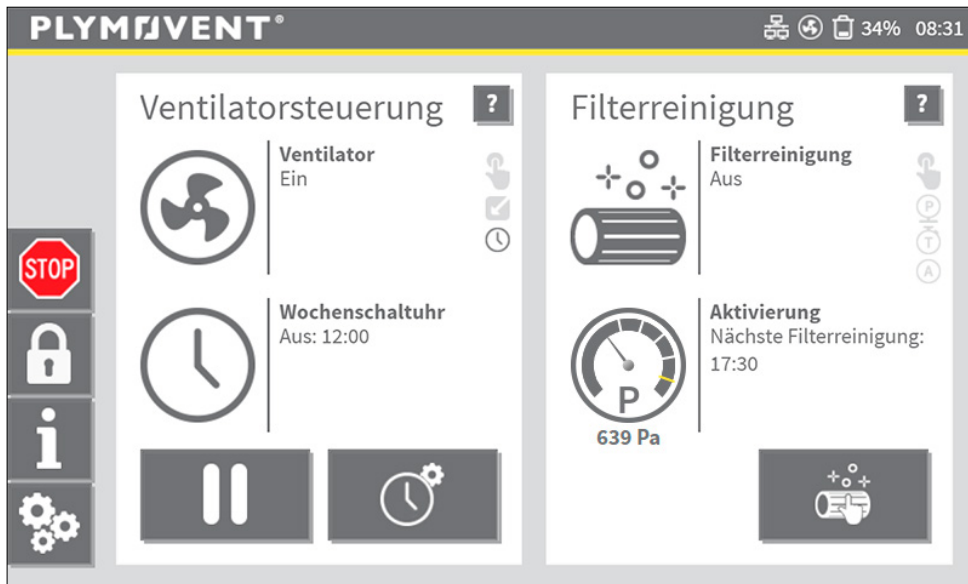 PLYMOVENT®
34% 08:31
Ventilatorsteuerung
?
Ventilator
Ein
Wochenschaltuhr
Aus: 12:00
Filterreinigung
?
Filterreinigung
Aus
P
T
A
Aktivierung
Nächste Filterreinigung:
17:30
P
639 Pa
STOP
i